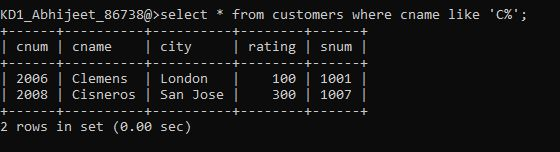 KD1_Abhijeet_86738@>select * from customers where cname like 'C%';
+------+----------+----------+--------+------+
| cnum | cname    | city     | rating | snum |
+------+----------+----------+--------+------+
| 2006 | Clemens  | London   |    100 | 1001 |
| 2008 | Cisneros | San Jose |    300 | 1007 |
+------+----------+----------+--------+------+
2 rows in set (0.00 sec)